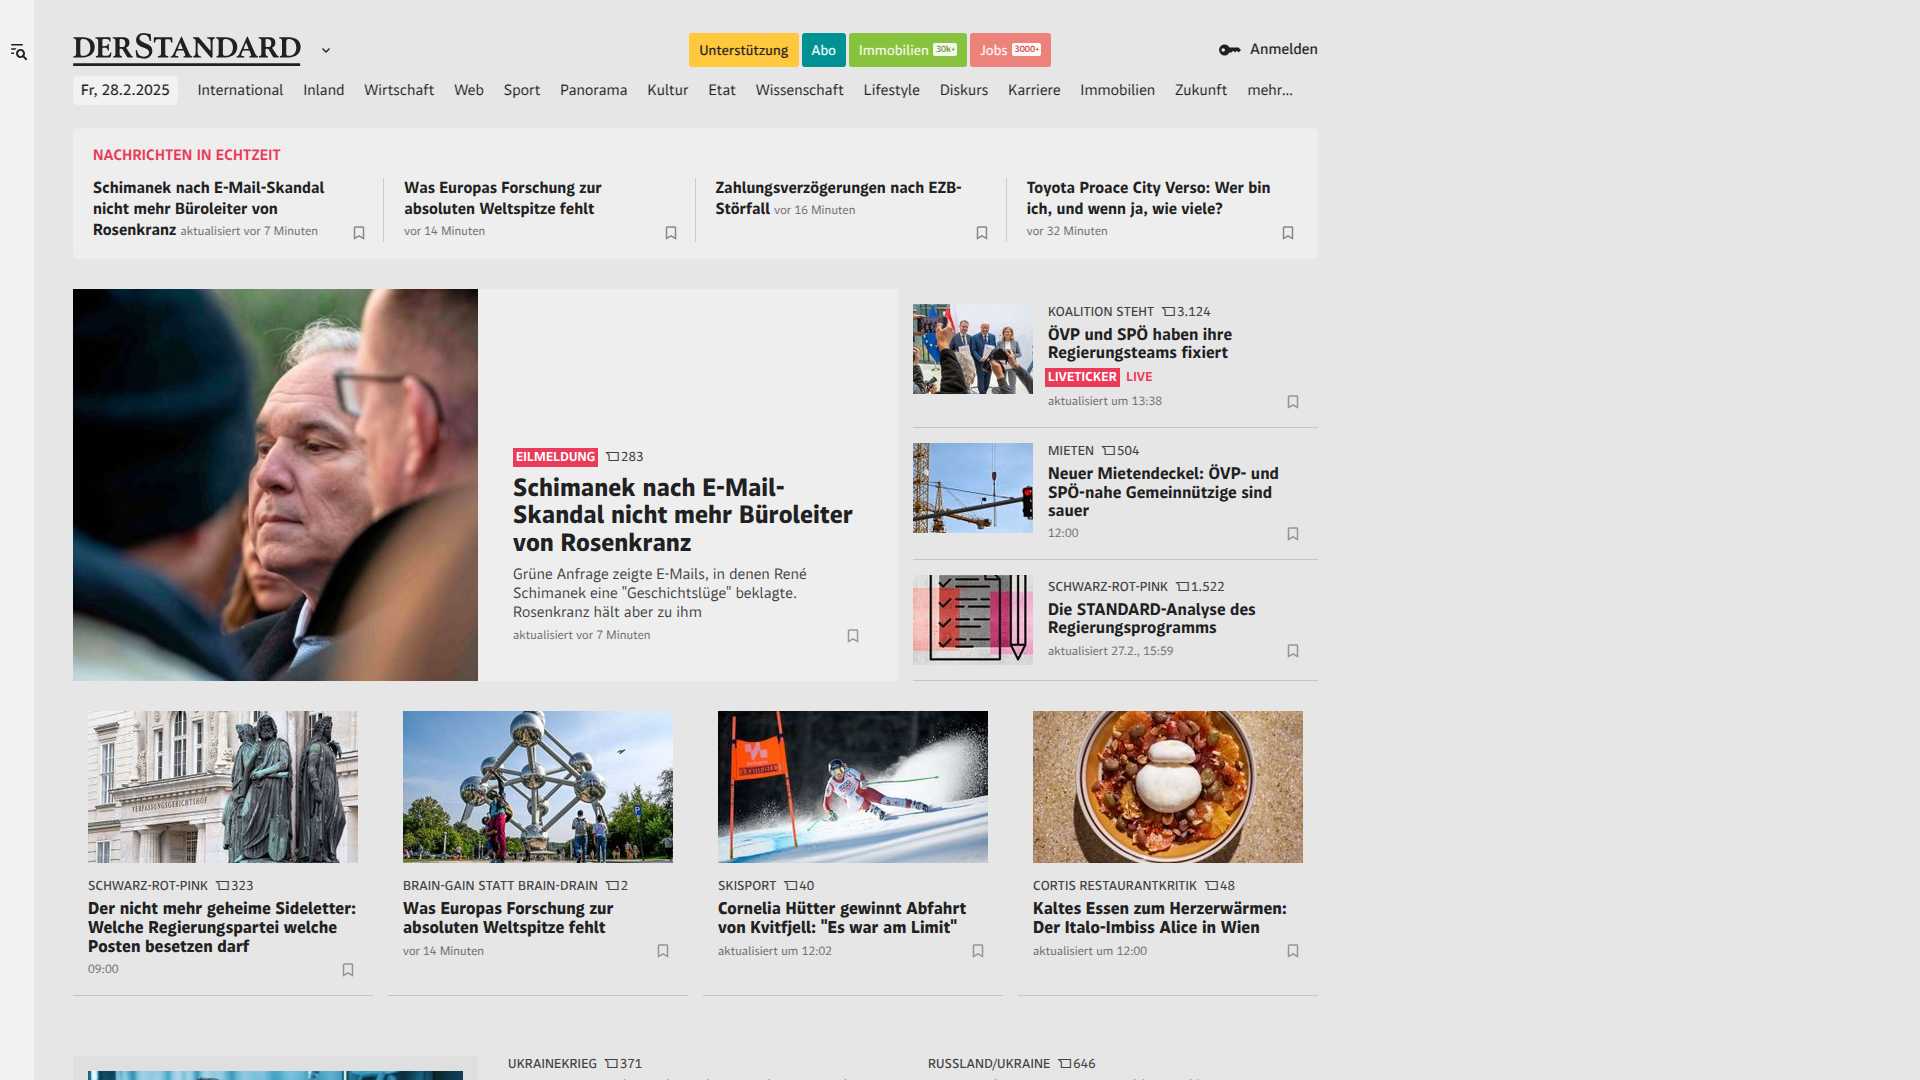 DERSTANDARD
Unterstützung
Abo
Immobilien 30k+
Jobs 3000+
Anmelden
Fr, 28.2.2025
International
Inland
Wirtschaft
Web
Sport
Panorama
Kultur
Etat
Wissenschaft
Lifestyle
Diskurs
Karriere
Immobilien
Zukunft
mehr...
NACHRICHTEN IN ECHTZEIT
Schimanek nach E-Mail-Skandal
nicht mehr Büroleiter von
Rosenkranz aktualisiert vor 7 Minuten
Was Europas Forschung zur
absoluten Weltspitze fehlt
vor 14 Minuten
Zahlungsverzögerungen nach EZB-
Störfall vor 16 Minuten
Toyota Proace City Verso: Wer bin
ich, und wenn ja, wie viele?
vor 32 Minuten
EILMELDUNG 283
Schimanek nach E-Mail-
Skandal nicht mehr Büroleiter
von Rosenkranz
Grüne Anfrage zeigte E-Mails, in denen René
Schimanek eine "Geschichtslüge" beklagte.
Rosenkranz hält aber zu ihm
aktualisiert vor 7 Minuten
KOALITION STEHT 3.124
ÖVP und SPÖ haben ihre
Regierungsteams fixiert
LIVETICKER LIVE
aktualisiert um 13:38
MIETEN 504
Neuer Mietendeckel: ÖVP- und
SPÖ-nahe Gemeinnützige sind
sauer
12:00
SCHWARZ-ROT-PINK 1.522
Die STANDARD-Analyse des
Regierungsprogramms
aktualisiert 27.2., 15:59
VERFASSUNGSGERICHTSHOF
SCHWARZ-ROT-PINK 323
Der nicht mehr geheime Sideletter:
Welche Regierungspartei welche
Posten besetzen darf
09:00
BRAIN-GAIN STATT BRAIN-DRAIN 2
Was Europas Forschung zur
absoluten Weltspitze fehlt
vor 14 Minuten
SKISPORT 40
Cornelia Hütter gewinnt Abfahrt
von Kvitfjell: "Es war am Limit"
aktualisiert um 12:02
CORTIS RESTAURANTKRITIK 48
Kaltes Essen zum Herzerwärmen:
Der Italo-Imbiss Alice in Wien
aktualisiert um 12:00
UKRAINEKRIEG 371
RUSSLAND/UKRAINE 646